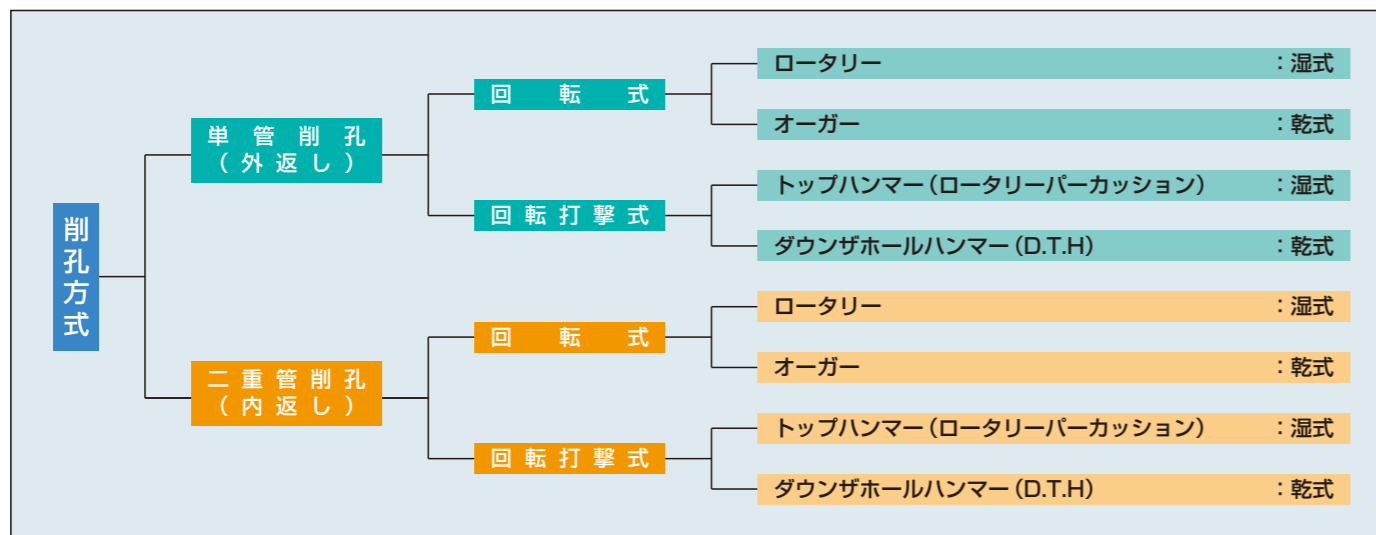 削孔方式
単管削孔
（外返し）
回転式
ロータリー ：湿式
オーガー ：乾式
回転打撃式
トップハンマー（ロータリーパーカッション） ：湿式
ダウンザホールハンマー（D.T.H） ：乾式
二重管削孔
（内返し）
回転式
ロータリー ：湿式
オーガー ：乾式
回転打撃式
トップハンマー（ロータリーパーカッション） ：湿式
ダウンザホールハンマー（D.T.H） ：乾式